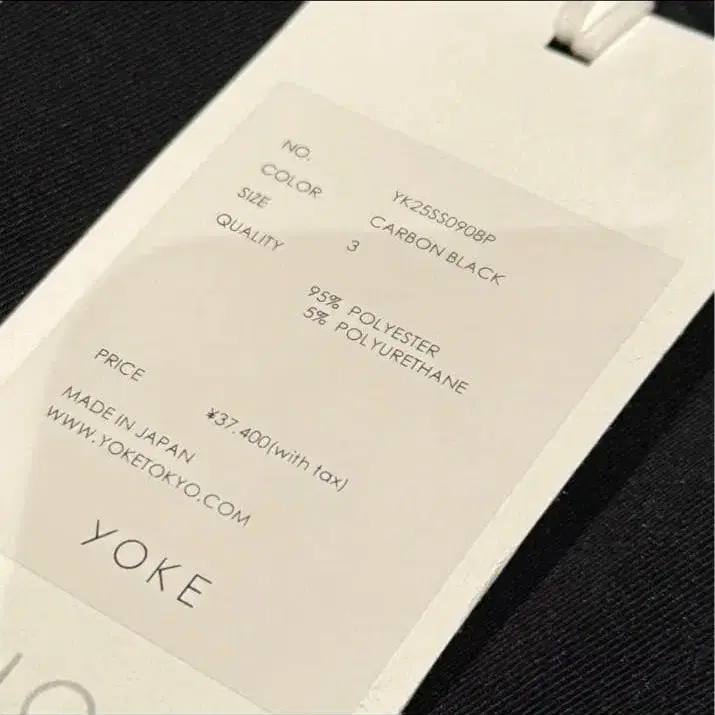 NO. YK25SS0908P
COLOR CARBON BLACK
SIZE 3
QUALITY
95% POLYESTER
5% POLYURETHANE
PRICE ¥37.400(with tax)
MADE IN JAPAN
WWW.YOKETOKYO.COM
YOKE